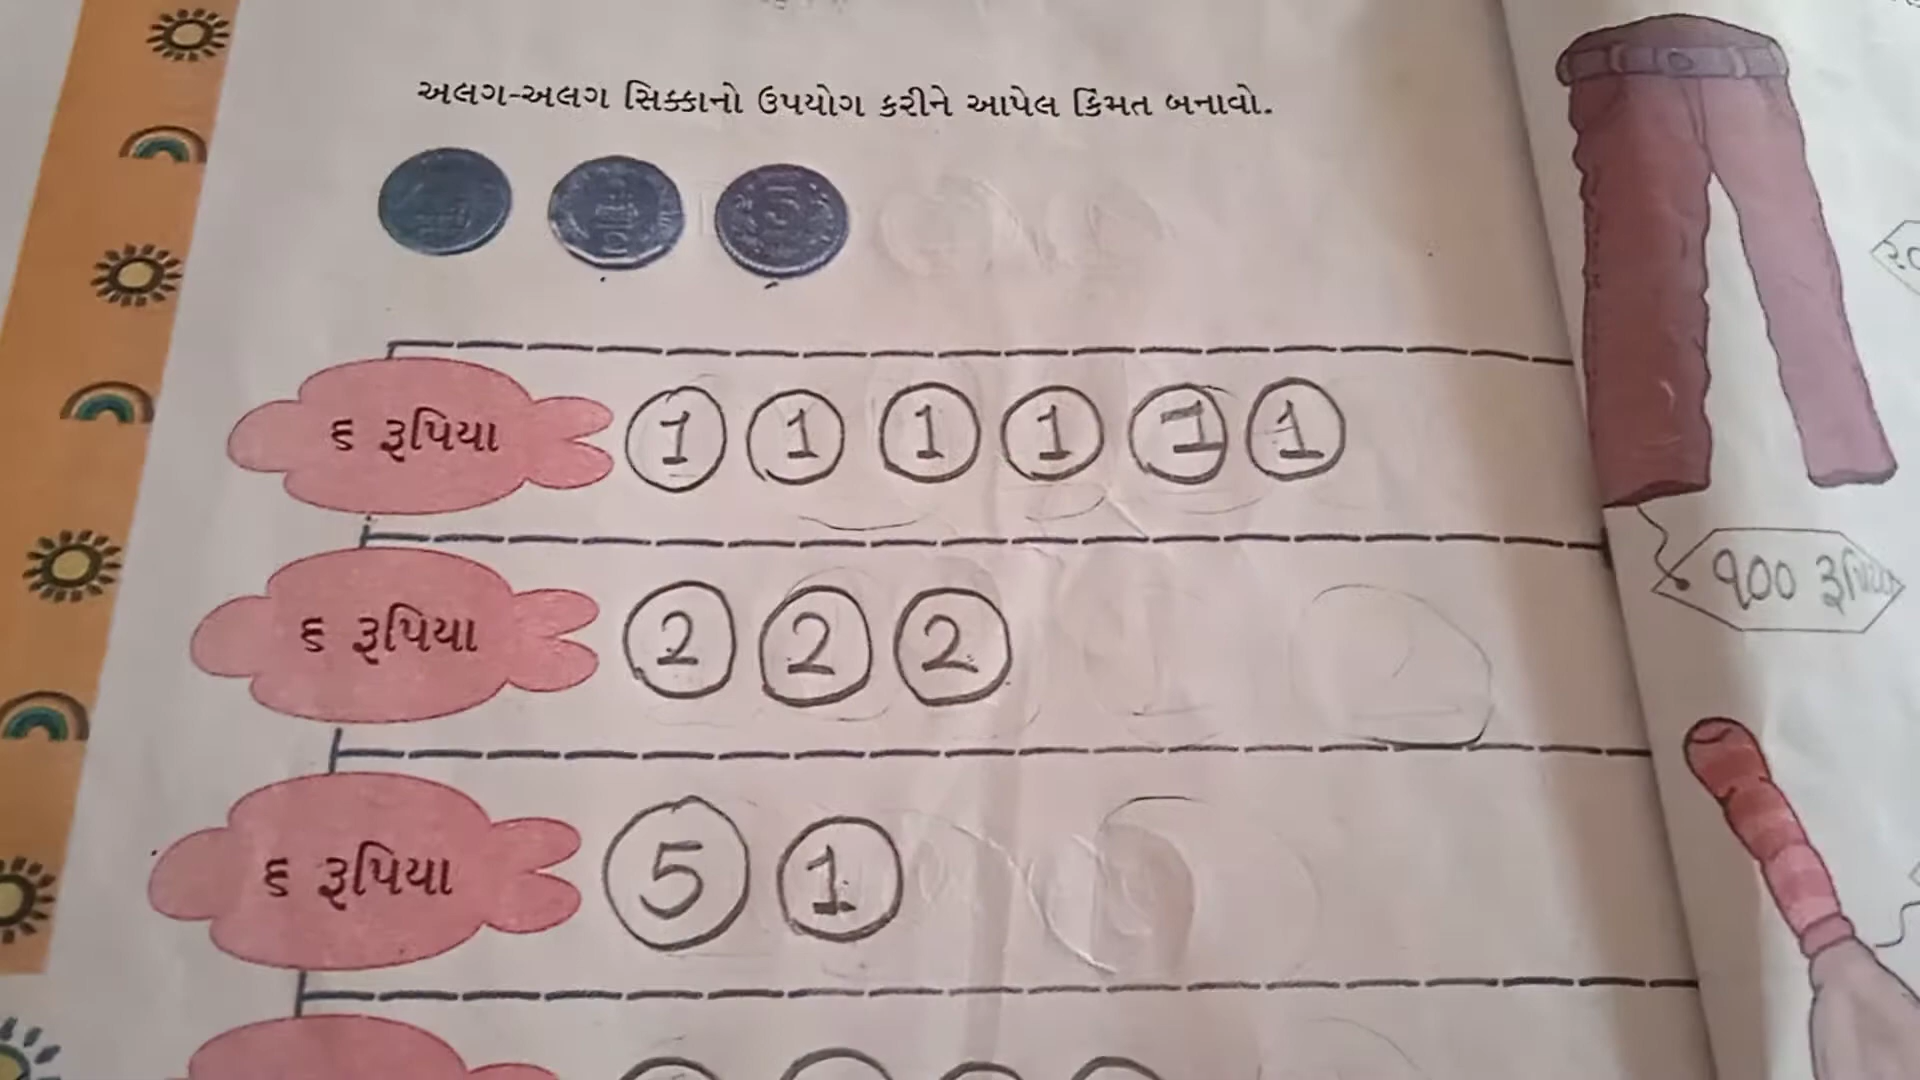 અલગ-અલગ સિક્કાનો ઉપયોગ કરીને આપેલ કિંમત બનાવો.
5
૬ રૂપિયા 1 1 1 1 1 1
૬ રૂપિયા 2 2 2
૬ રૂપિયા 5 1
૧૦૦ રૂપિયા